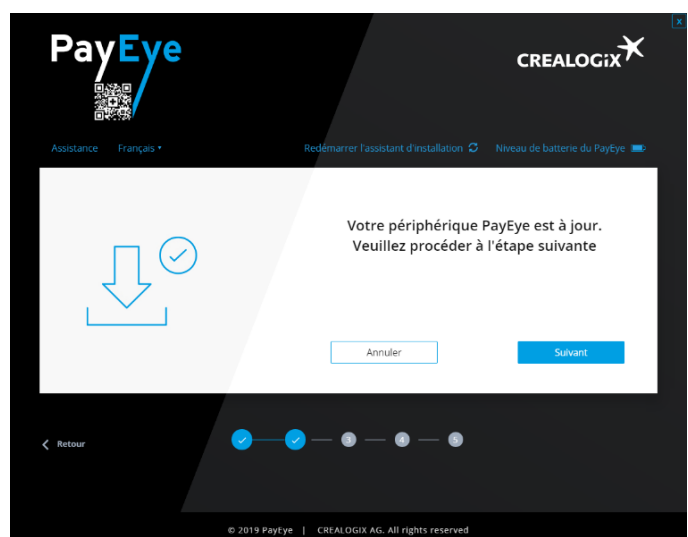 x
PayEye
CREALOGiX
Assistance Français
Redémarrer l'assistant d'installation Niveau de batterie du PayEye
Votre périphérique PayEye est à jour.
Veuillez procéder à l'étape suivante
Annuler Suivant
Retour
3 4 5
© 2019 PayEye | CREALOGIX AG. All rights reserved